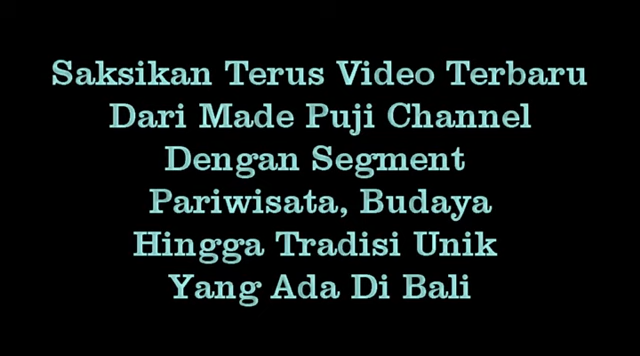 Saksikan Terus Video Terbaru
Dari Made Puji Channel
Dengan Segment
Pariwisata, Budaya
Hingga Tradisi Unik
Yang Ada Di Bali